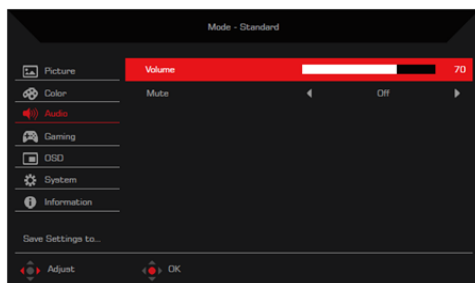 Mode - Standard
Picture
Volume 70
Color
Mute Off
Audio
Gaming
OSD
System
Information
Save Settings to...
Adjust OK